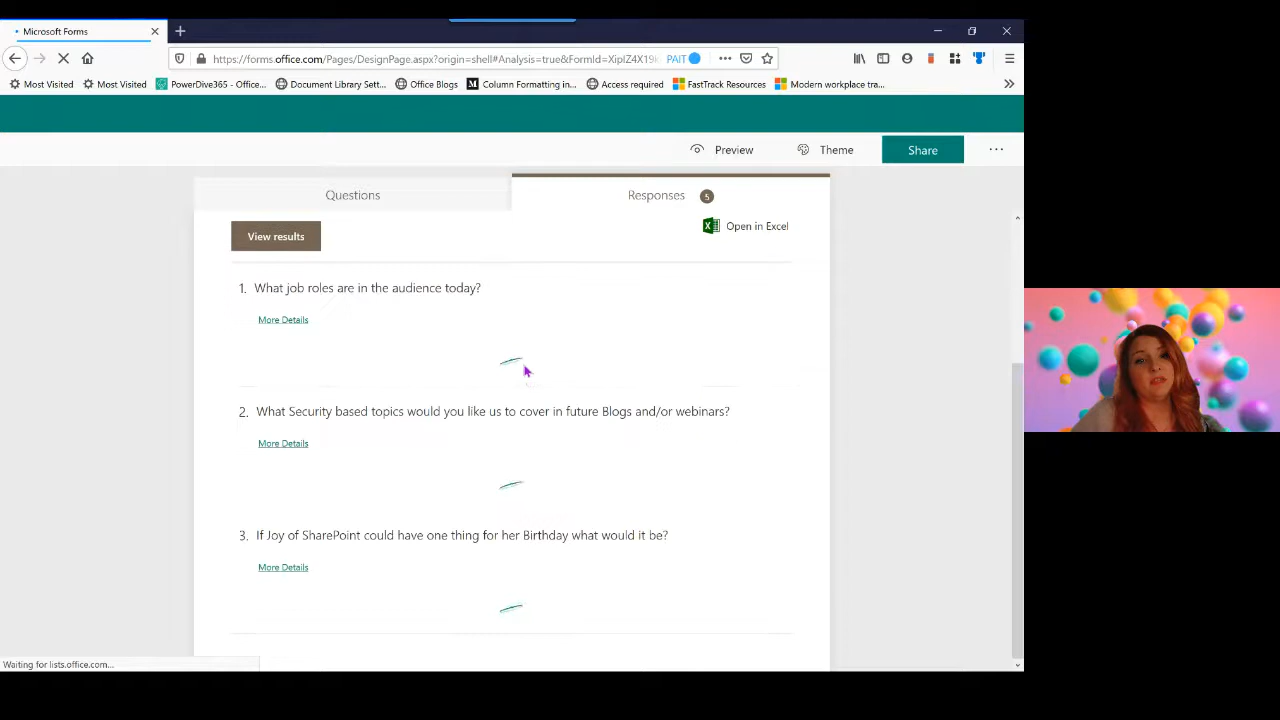 Microsoft Forms
https://forms.office.com/Pages/DesignPage.aspx?origin=shell#Analysis=true&FormId=XipIZ4X19k
PAIT
Most Visited
Most Visited
PowerDive365 - Office...
Document Library Sett...
Office Blogs
Column Formatting in...
Access required
FastTrack Resources
Modern workplace tra...
Preview
Theme
Share
Questions
Responses 5
View results
Open in Excel
1. What job roles are in the audience today?
More Details
2. What Security based topics would you like us to cover in future Blogs and/or webinars?
More Details
3. If Joy of SharePoint could have one thing for her Birthday what would it be?
More Details
Waiting for lists.office.com...